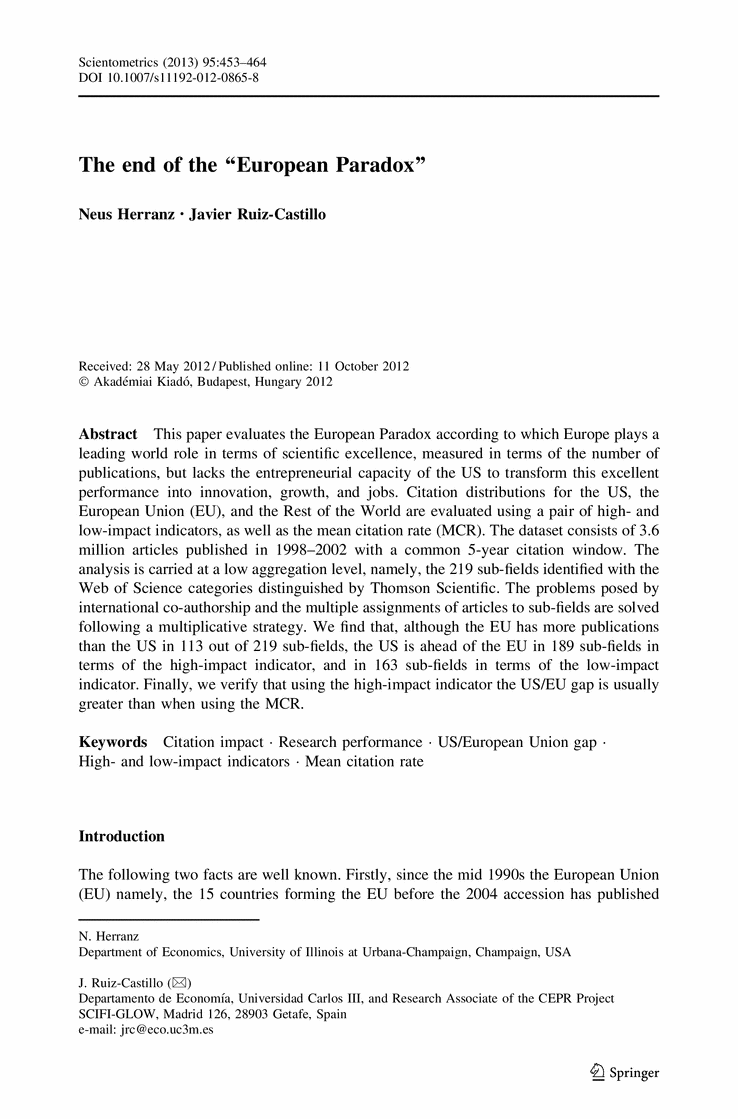 Scientometrics (2013) 95:453–464
DOI 10.1007/s11192-012-0865-8
The end of the “European Paradox”
Neus Herranz · Javier Ruiz-Castillo
Received: 28 May 2012 / Published online: 11 October 2012
© Akadémiai Kiadó, Budapest, Hungary 2012
Abstract This paper evaluates the European Paradox according to which Europe plays a
leading world role in terms of scientific excellence, measured in terms of the number of
publications, but lacks the entrepreneurial capacity of the US to transform this excellent
performance into innovation, growth, and jobs. Citation distributions for the US, the
European Union (EU), and the Rest of the World are evaluated using a pair of high- and
low-impact indicators, as well as the mean citation rate (MCR). The dataset consists of 3.6
million articles published in 1998–2002 with a common 5-year citation window. The
analysis is carried at a low aggregation level, namely, the 219 sub-fields identified with the
Web of Science categories distinguished by Thomson Scientific. The problems posed by
international co-authorship and the multiple assignments of articles to sub-fields are solved
following a multiplicative strategy. We find that, although the EU has more publications
than the US in 113 out of 219 sub-fields, the US is ahead of the EU in 189 sub-fields in
terms of the high-impact indicator, and in 163 sub-fields in terms of the low-impact
indicator. Finally, we verify that using the high-impact indicator the US/EU gap is usually
greater than when using the MCR.
Keywords Citation impact · Research performance · US/European Union gap ·
High- and low-impact indicators · Mean citation rate
Introduction
The following two facts are well known. Firstly, since the mid 1990s the European Union
(EU) namely, the 15 countries forming the EU before the 2004 accession has published
N. Herranz
Department of Economics, University of Illinois at Urbana-Champaign, Champaign, USA
J. Ruiz-Castillo (✉)
Departamento de Economía, Universidad Carlos III, and Research Associate of the CEPR Project
SCIFI-GLOW, Madrid 126, 28903 Getafe, Spain
e-mail: jrc@eco.uc3m.es
Springer